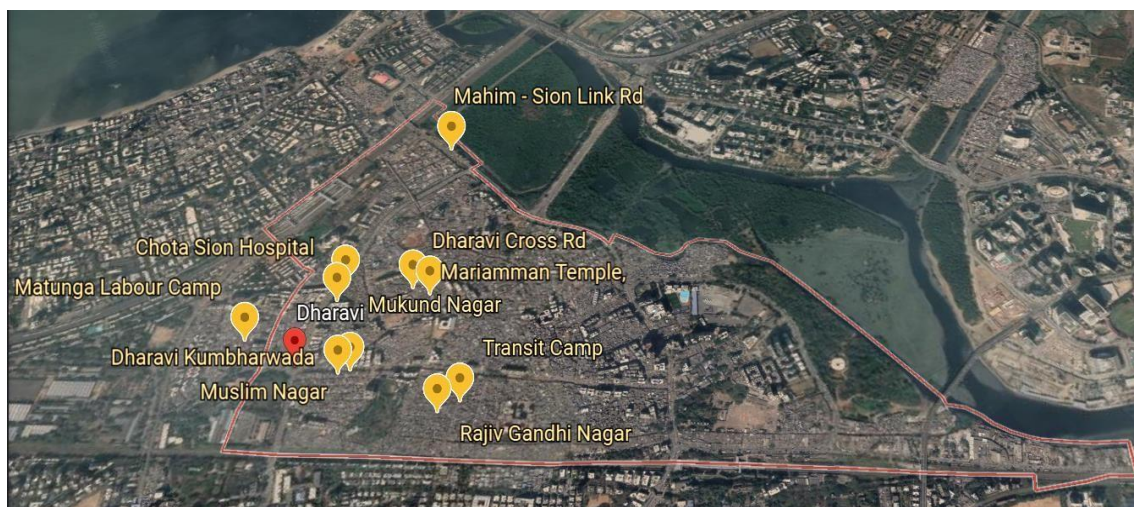 Mahim - Sion Link Rd
Chota Sion Hospital
Dharavi Cross Rd
Mariamman Temple,
Matunga Labour Camp
Mukund Nagar
Dharavi
Transit Camp
Dharavi Kumbharwada
Muslim Nagar
Rajiv Gandhi Nagar